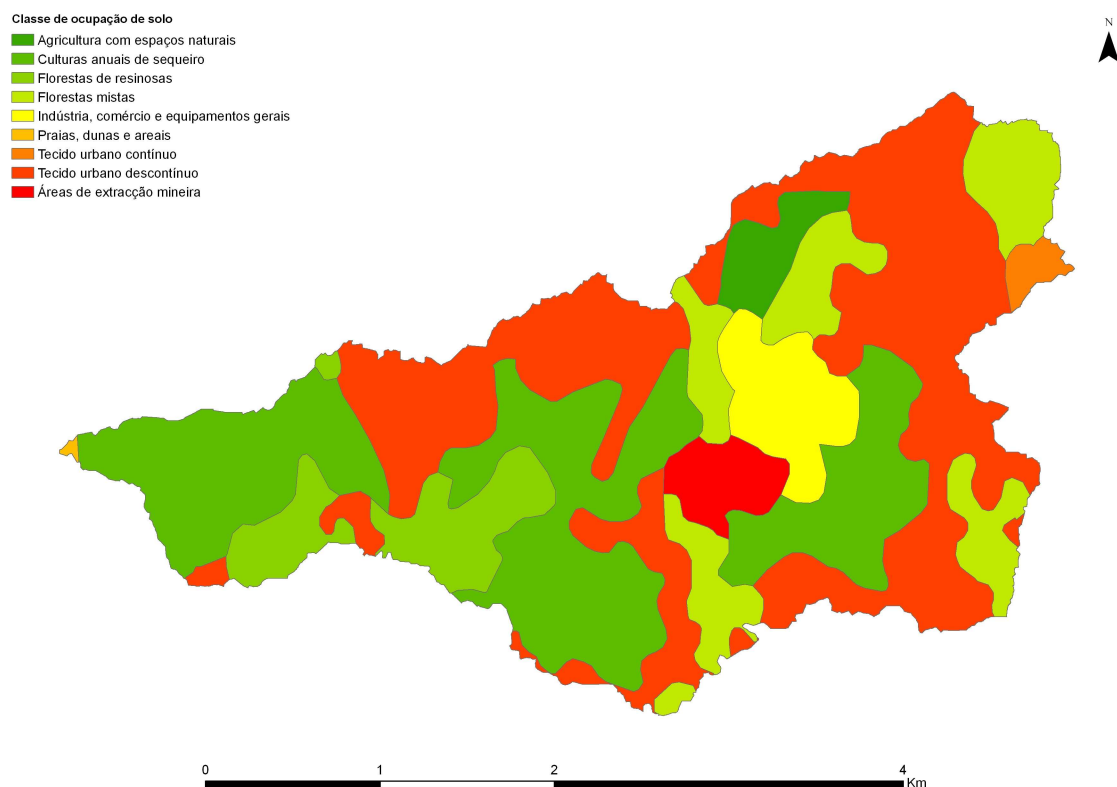 Classe de ocupação de solo
Agricultura com espaços naturais
Culturas anuais de sequeiro
Florestas de resinosas
Florestas mistas
Indústria, comércio e equipamentos gerais
Praias, dunas e areais
Tecido urbano contínuo
Tecido urbano descontínuo
Áreas de extracção mineira
N
0 1 2 4
Km